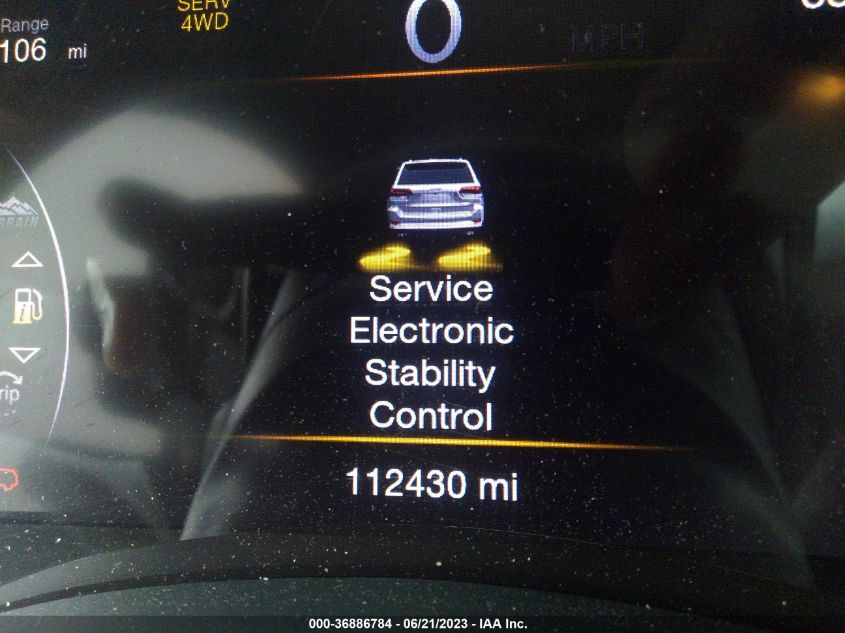 SERV
4WD
Range
106 mi
0
MPH
Service
Electronic
Stability
Control
112430 mi
000-36886784 - 06/21/2023 - IAA Inc.